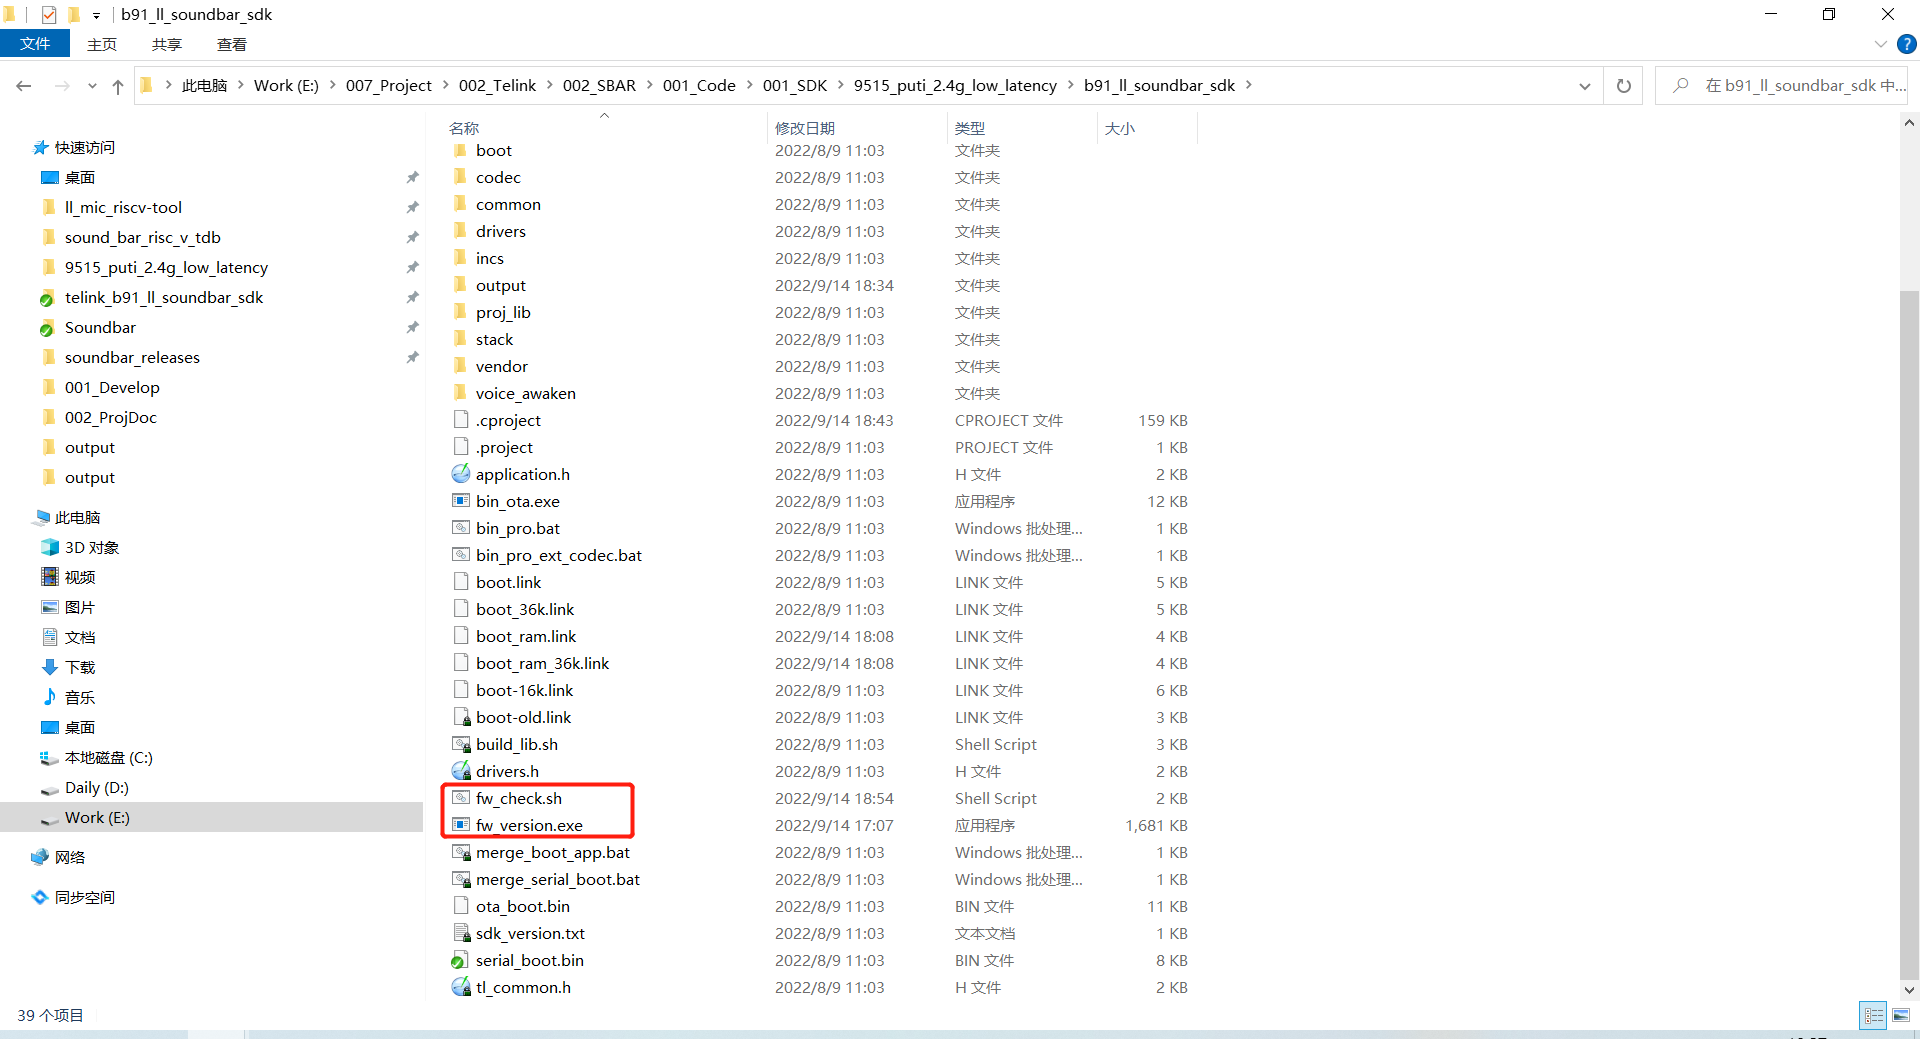 b91_ll_soundbar_sdk
文件 主页 共享 查看
此电脑 Work (E:) 007_Project 002_Telink 002_SBAR 001_Code 001_SDK 9515_puti_2.4g_low_latency b91_ll_soundbar_sdk
在 b91_ll_soundbar_sdk 中...
快速访问
桌面
ll_mic_riscv-tool
sound_bar_risc_v_tdb
9515_puti_2.4g_low_latency
telink_b91_ll_soundbar_sdk
Soundbar
soundbar_releases
001_Develop
002_ProjDoc
output
output
此电脑
3D 对象
视频
图片
文档
下载
音乐
桌面
本地磁盘 (C:)
Daily (D:)
Work (E:)
网络
同步空间
名称 修改日期 类型 大小
boot 2022/8/9 11:03 文件夹
codec 2022/8/9 11:03 文件夹
common 2022/8/9 11:03 文件夹
drivers 2022/8/9 11:03 文件夹
incs 2022/8/9 11:03 文件夹
output 2022/9/14 18:34 文件夹
proj_lib 2022/8/9 11:03 文件夹
stack 2022/8/9 11:03 文件夹
vendor 2022/8/9 11:03 文件夹
voice_awaken 2022/8/9 11:03 文件夹
.cproject 2022/9/14 18:43 CPROJECT 文件 159 KB
.project 2022/8/9 11:03 PROJECT 文件 1 KB
application.h 2022/8/9 11:03 H 文件 2 KB
bin_ota.exe 2022/8/9 11:03 应用程序 12 KB
bin_pro.bat 2022/8/9 11:03 Windows 批处理... 1 KB
bin_pro_ext_codec.bat 2022/8/9 11:03 Windows 批处理... 1 KB
boot.link 2022/8/9 11:03 LINK 文件 5 KB
boot_36k.link 2022/8/9 11:03 LINK 文件 5 KB
boot_ram.link 2022/9/14 18:08 LINK 文件 4 KB
boot_ram_36k.link 2022/9/14 18:08 LINK 文件 4 KB
boot-16k.link 2022/8/9 11:03 LINK 文件 6 KB
boot-old.link 2022/8/9 11:03 LINK 文件 3 KB
build_lib.sh 2022/8/9 11:03 Shell Script 3 KB
drivers.h 2022/8/9 11:03 H 文件 2 KB
fw_check.sh 2022/9/14 18:54 Shell Script 2 KB
fw_version.exe 2022/9/14 17:07 应用程序 1,681 KB
merge_boot_app.bat 2022/8/9 11:03 Windows 批处理... 1 KB
merge_serial_boot.bat 2022/8/9 11:03 Windows 批处理... 1 KB
ota_boot.bin 2022/8/9 11:03 BIN 文件 11 KB
sdk_version.txt 2022/8/9 11:03 文本文档 1 KB
serial_boot.bin 2022/8/9 11:03 BIN 文件 8 KB
tl_common.h 2022/8/9 11:03 H 文件 2 KB
39 个项目